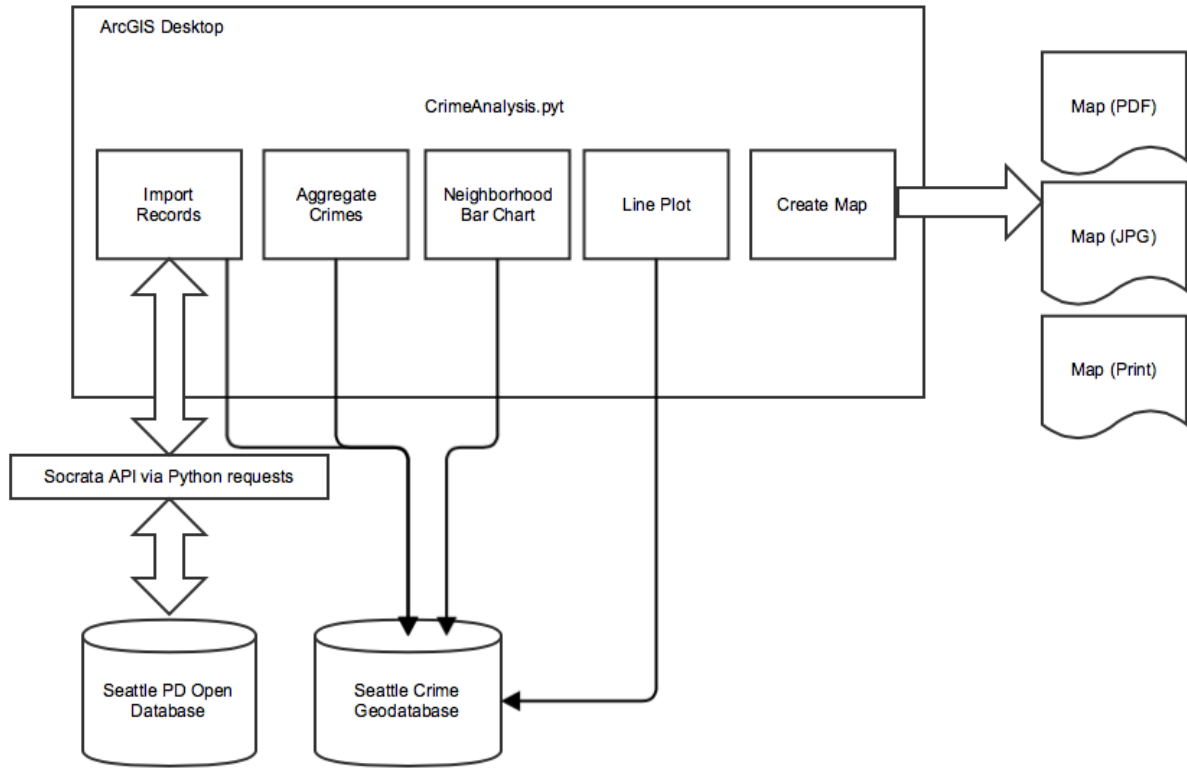 ArcGIS Desktop
CrimeAnalysis.pyt
Import
Records
Aggregate
Crimes
Neighborhood
Bar Chart
Line Plot
Create Map
Map (PDF)
Map (JPG)
Map (Print)
Socrata API via Python requests
Seattle PD Open
Database
Seattle Crime
Geodatabase